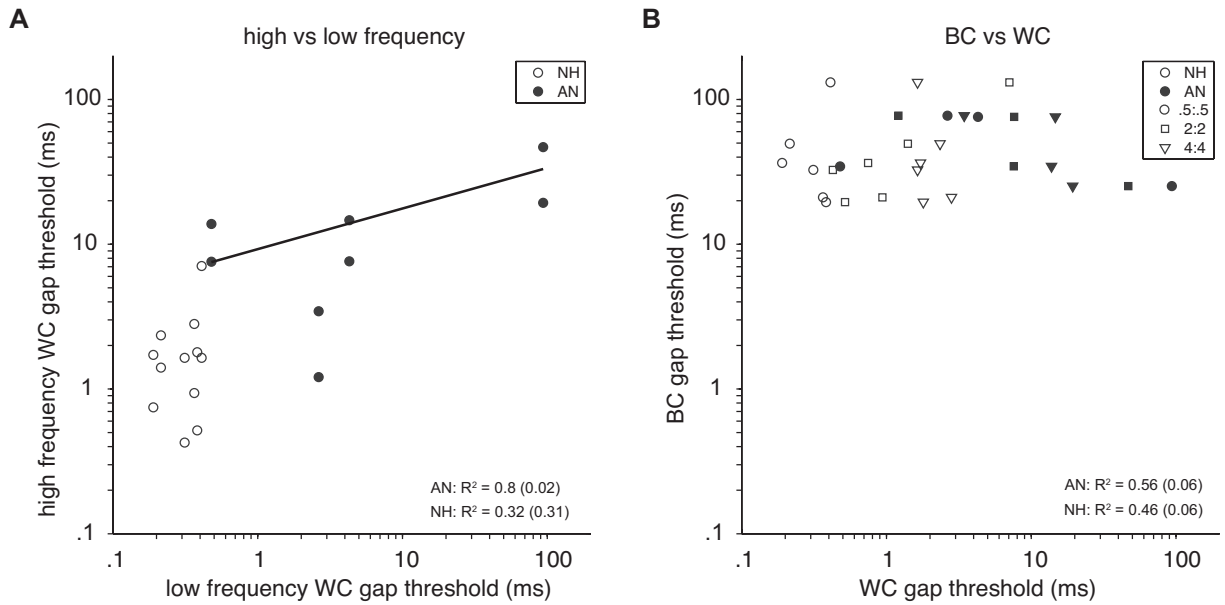 A
high vs low frequency
NH
AN
high frequency WC gap threshold (ms)
100
10
1
.1
AN: R² = 0.8 (0.02)
NH: R² = 0.32 (0.31)
.1
1
10
100
low frequency WC gap threshold (ms)
B
BC vs WC
NH
AN
.5:.5
2:2
4:4
BC gap threshold (ms)
100
10
1
.1
AN: R² = 0.56 (0.06)
NH: R² = 0.46 (0.06)
.1
1
10
100
WC gap threshold (ms)